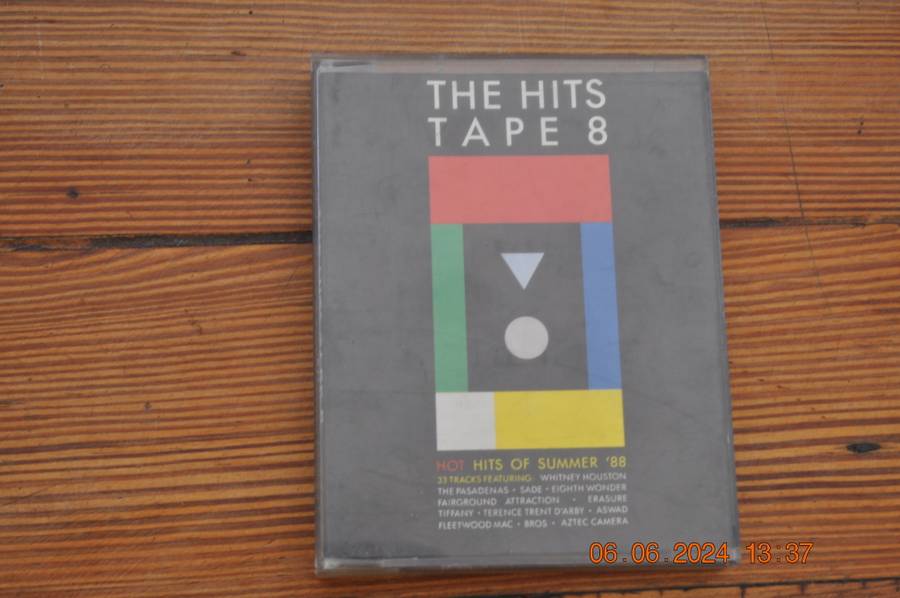 THE HITS
TAPE 8
HOT HITS OF SUMMER '88
33 TRACKS FEATURING: WHITNEY HOUSTON
THE PASADENAS • SADE • EIGHTH WONDER
FAIRGROUND ATTRACTION • ERASURE
TIFFANY • TERENCE TRENT D'ARBY • ASWAD
FLEETWOOD MAC • BROS • AZTEC CAMERA
06.06.2024 13:37